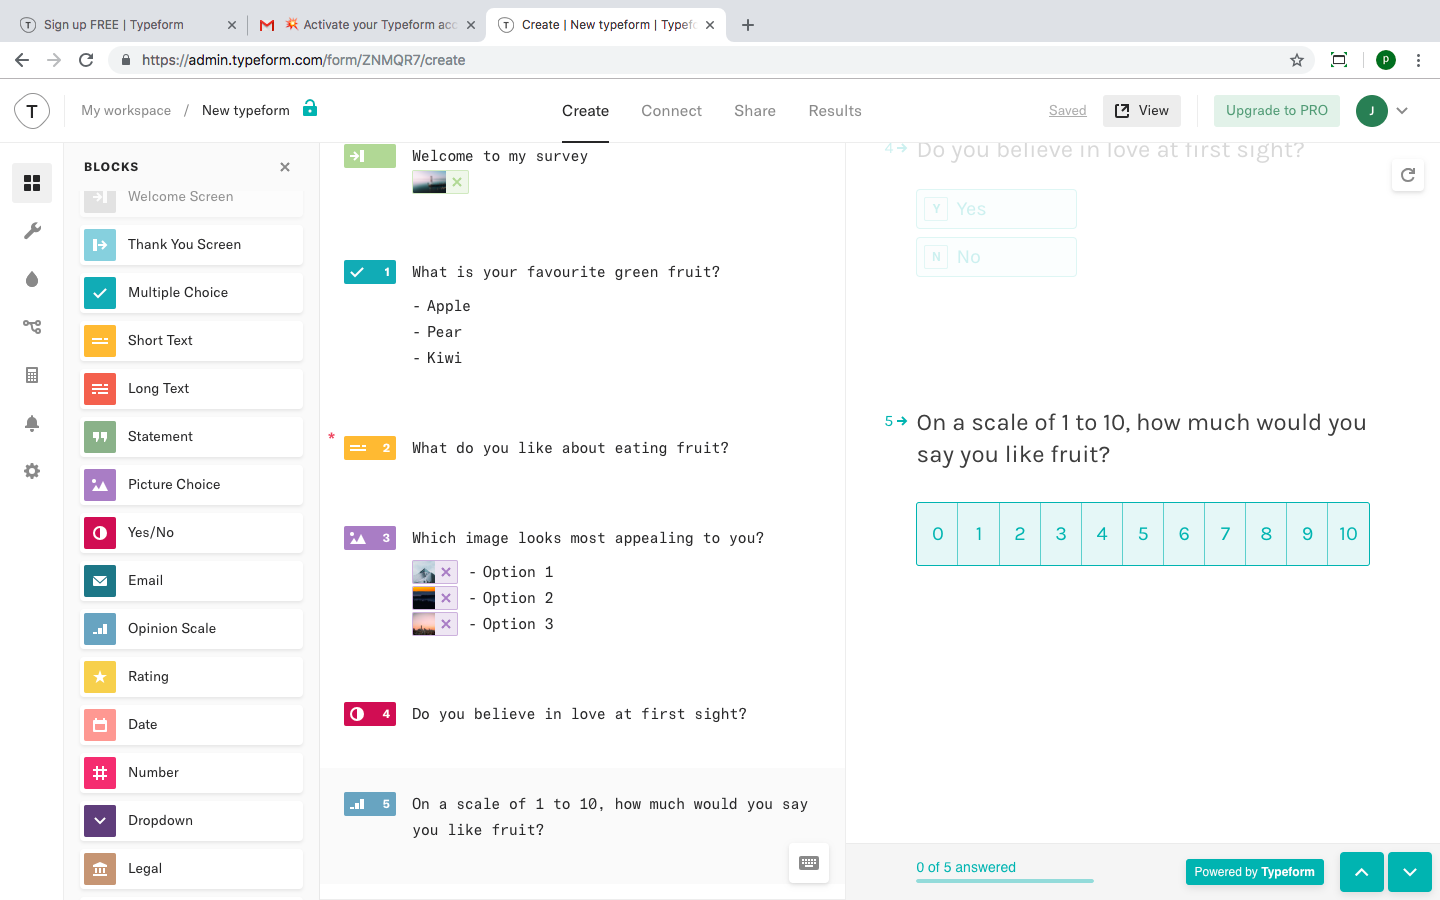 Sign up FREE | Typeform
Activate your Typeform acc
Create | New typeform | Typef
https://admin.typeform.com/form/ZNMQR7/create
P
T
My workspace / New typeform
Create
Connect
Share
Results
Saved
View
Upgrade to PRO
J
BLOCKS
Welcome Screen
Thank You Screen
Multiple Choice
Short Text
Long Text
Statement
Picture Choice
Yes/No
Email
Opinion Scale
Rating
Date
Number
Dropdown
Legal
Welcome to my survey
1 What is your favourite green fruit?
- Apple
- Pear
- Kiwi
* 2 What do you like about eating fruit?
3 Which image looks most appealing to you?
- Option 1
- Option 2
- Option 3
4 Do you believe in love at first sight?
5 On a scale of 1 to 10, how much would you say
you like fruit?
4 Do you believe in love at first sight?
Y Yes
N No
5 On a scale of 1 to 10, how much would you
say you like fruit?
0 1 2 3 4 5 6 7 8 9 10
0 of 5 answered
Powered by Typeform